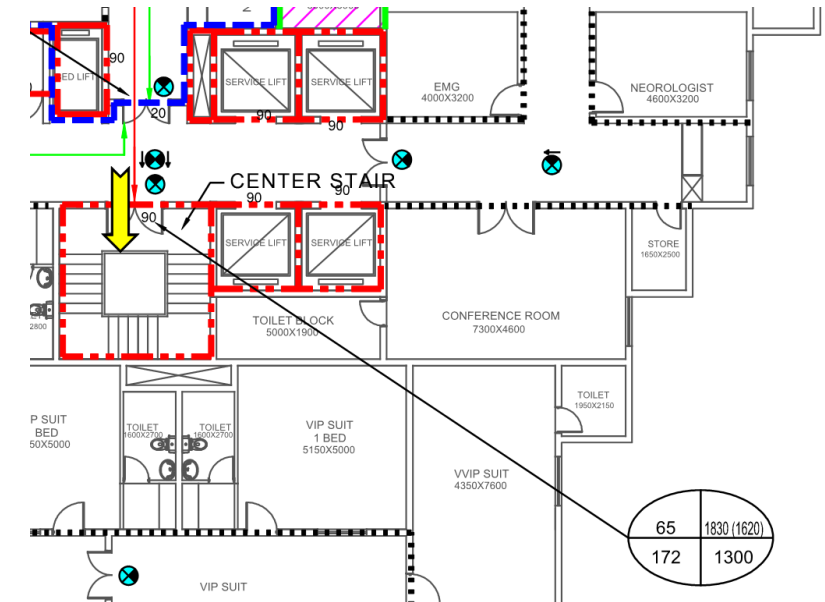 2
90
ED LIFT
SERVICE LIFT
SERVICE LIFT
EMG
4000X3200
NEOROLOGIST
4600X3200
20
90
90
CENTER STAIR
90
90
90
SERVICE LIFT
SERVICE LIFT
STORE
1650X2500
2800
TOILET BLOCK
5000X1900
CONFERENCE ROOM
7300X4600
P SUIT
BED
50X5000
TOILET
1600X2700
TOILET
1600X2700
VIP SUIT
1 BED
5150X5000
TOILET
1950X2150
VVIP SUIT
4350X7600
65
1830 (1620)
172
1300
VIP SUIT